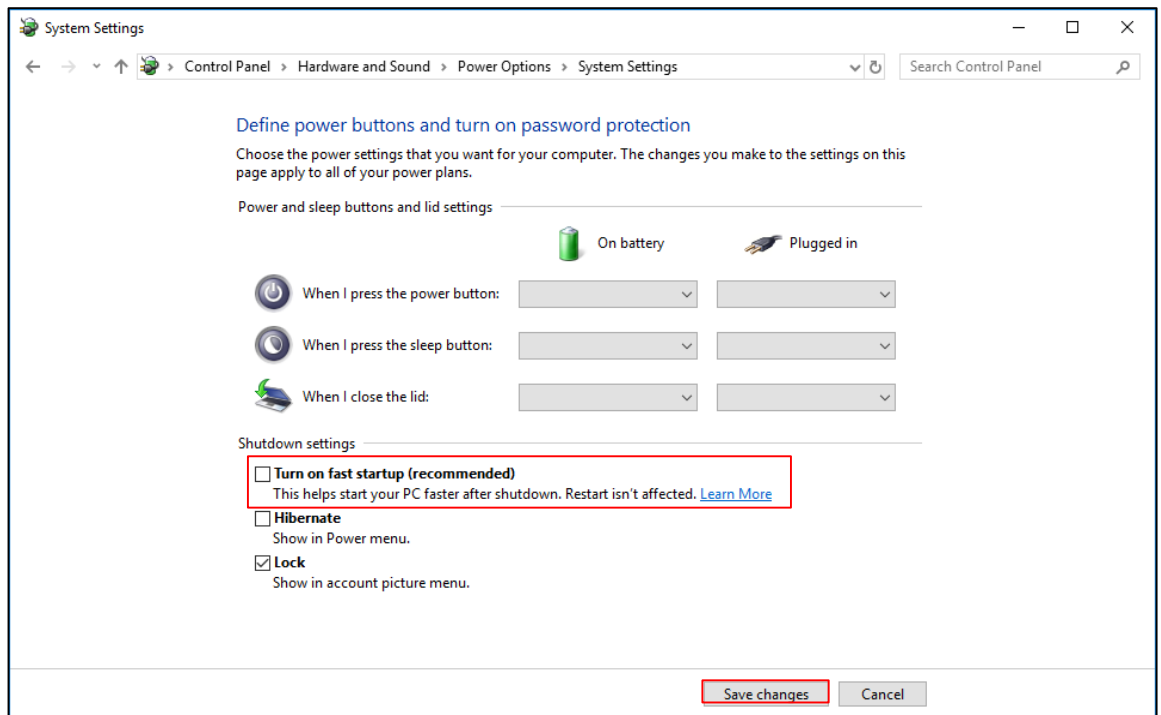 System Settings
Control Panel > Hardware and Sound > Power Options > System Settings
Search Control Panel
Define power buttons and turn on password protection
Choose the power settings that you want for your computer. The changes you make to the settings on this
page apply to all of your power plans.
Power and sleep buttons and lid settings
On battery Plugged in
When I press the power button:
When I press the sleep button:
When I close the lid:
Shutdown settings
Turn on fast startup (recommended)
This helps start your PC faster after shutdown. Restart isn't affected. Learn More
Hibernate
Show in Power menu.
Lock
Show in account picture menu.
Save changes Cancel